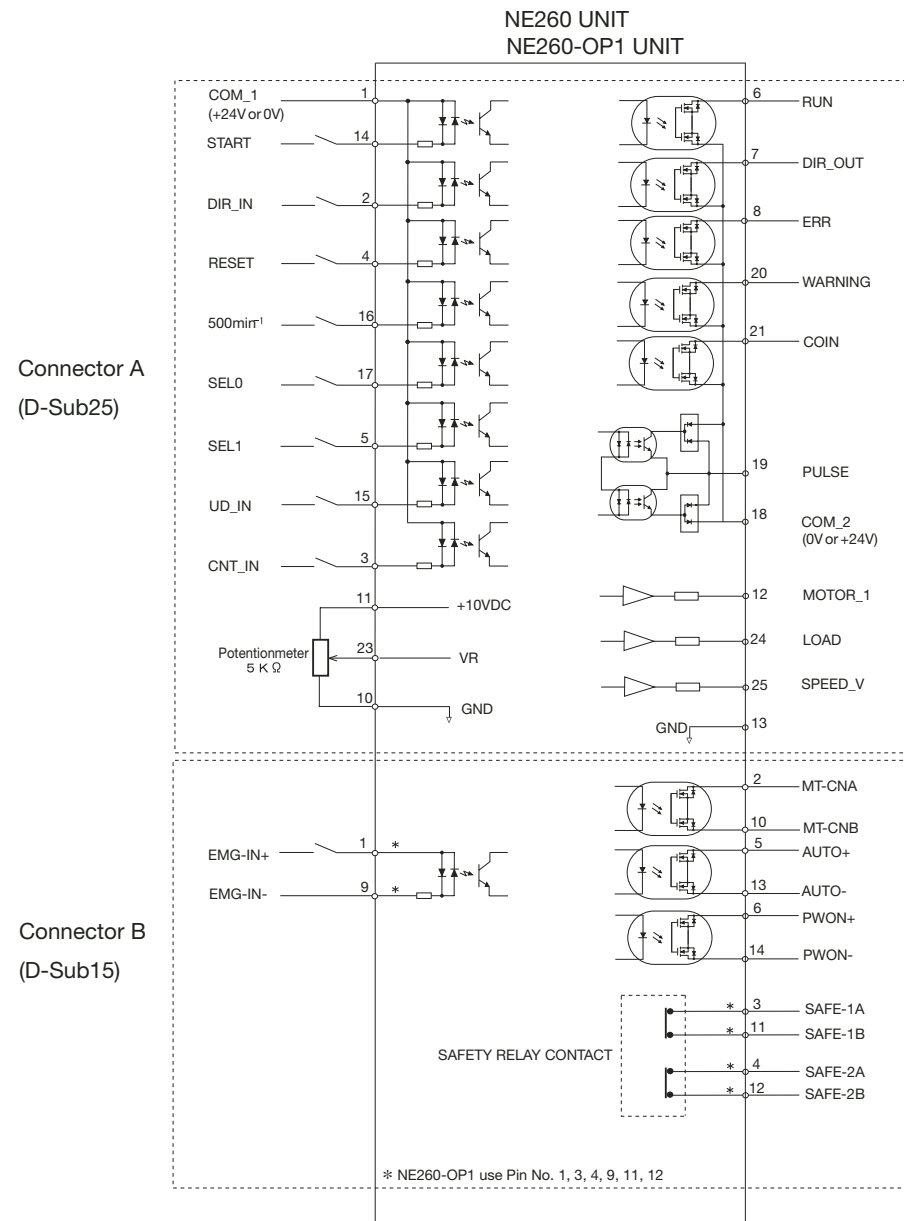 NE260 UNIT
NE260-OP1 UNIT
COM_1
(+24V or 0V)
1
START
14
DIR_IN
2
RESET
4
500min-1
16
SEL0
17
SEL1
5
UD_IN
15
CNT_IN
3
11
+10VDC
Potentionmeter
5 K Ω
23
VR
10
GND
6
RUN
7
DIR_OUT
8
ERR
20
WARNING
21
COIN
19
PULSE
18
COM_2
(0V or +24V)
12
MOTOR_1
24
LOAD
25
SPEED_V
GND
13
Connector A
(D-Sub25)
EMG-IN+
1
*
EMG-IN-
9
*
2
MT-CNA
10
MT-CNB
5
AUTO+
13
AUTO-
6
PWON+
14
PWON-
SAFETY RELAY CONTACT
* 3
SAFE-1A
* 11
SAFE-1B
* 4
SAFE-2A
* 12
SAFE-2B
Connector B
(D-Sub15)
* NE260-OP1 use Pin No. 1, 3, 4, 9, 11, 12